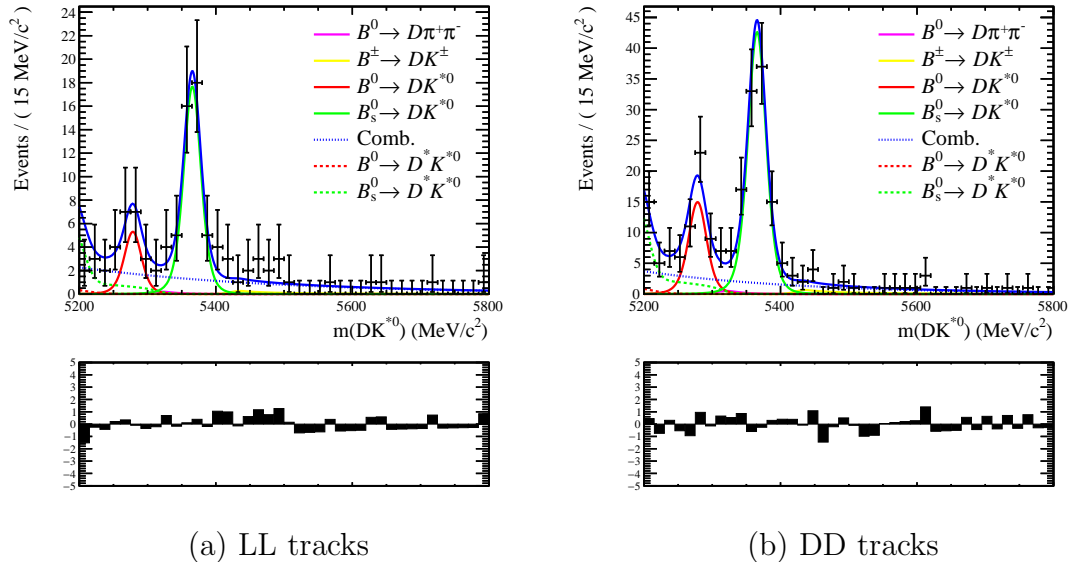 Events / ( 15 MeV/c² )
24
22
20
18
16
14
12
10
8
6
4
2
0
B⁰→ Dπ⁺π⁻
B±→ DK±
B⁰→ DK*⁰
Bₛ⁰→ DK*⁰
Comb.
B⁰→ D*K*⁰
Bₛ⁰→ D*K*⁰
5200 5400 5600 5800
m(DK*⁰) (MeV/c²)
5
4
3
2
1
0
−1
−2
−3
−4
−5
(a) LL tracks
Events / ( 15 MeV/c² )
45
40
35
30
25
20
15
10
5
0
B⁰→ Dπ⁺π⁻
B±→ DK±
B⁰→ DK*⁰
Bₛ⁰→ DK*⁰
Comb.
B⁰→ D*K*⁰
Bₛ⁰→ D*K*⁰
5200 5400 5600 5800
m(DK*⁰) (MeV/c²)
5
4
3
2
1
0
−1
−2
−3
−4
−5
(b) DD tracks